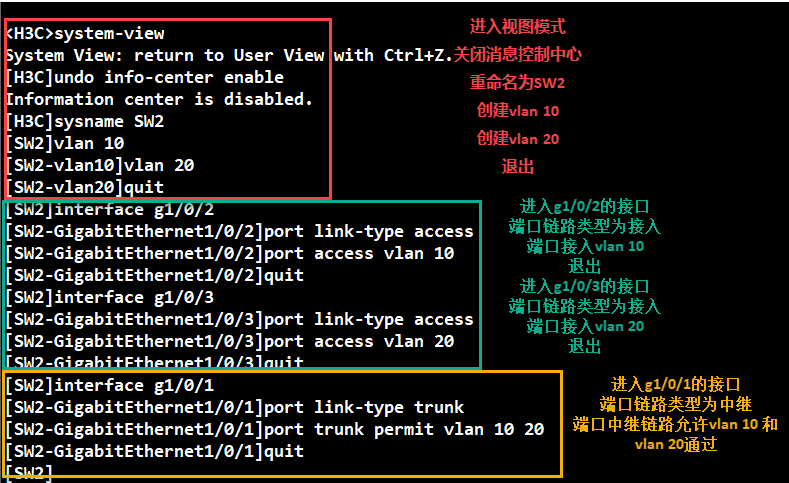 <H3C>system-view
System View: return to User View with Ctrl+Z.
[H3C]undo info-center enable
Information center is disabled.
[H3C]sysname SW2
[SW2]vlan 10
[SW2-vlan10]vlan 20
[SW2-vlan20]quit
进入视图模式
关闭消息控制中心
重命名为SW2
创建vlan 10
创建vlan 20
退出
[SW2]interface g1/0/2
[SW2-GigabitEthernet1/0/2]port link-type access
[SW2-GigabitEthernet1/0/2]port access vlan 10
[SW2-GigabitEthernet1/0/2]quit
[SW2]interface g1/0/3
[SW2-GigabitEthernet1/0/3]port link-type access
[SW2-GigabitEthernet1/0/3]port access vlan 20
[SW2-GigabitEthernet1/0/3]quit
进入g1/0/2的接口
端口链路类型为接入
端口接入vlan 10
退出
进入g1/0/3的接口
端口链路类型为接入
端口接入vlan 20
退出
[SW2]interface g1/0/1
[SW2-GigabitEthernet1/0/1]port link-type trunk
[SW2-GigabitEthernet1/0/1]port trunk permit vlan 10 20
[SW2-GigabitEthernet1/0/1]quit
[SW2]
进入g1/0/1的接口
端口链路类型为中继
端口中继链路允许vlan 10 和
vlan 20通过